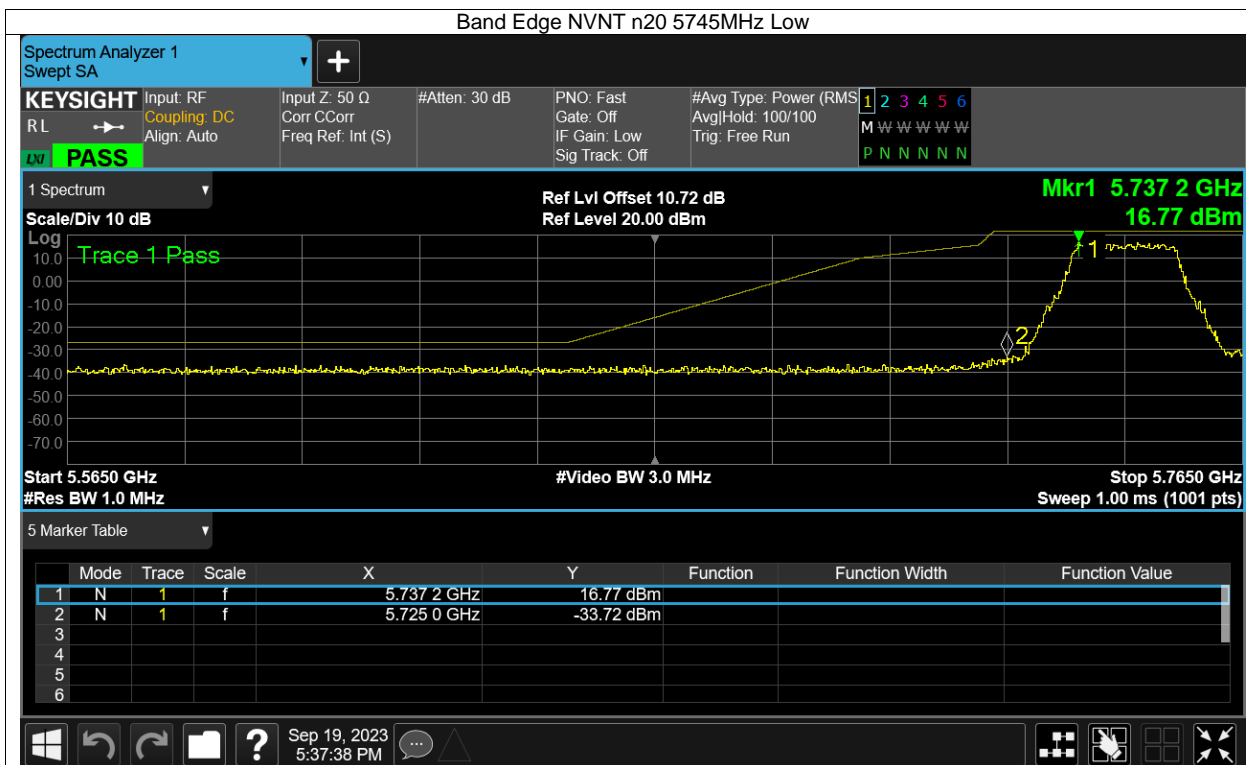 Band Edge NVNT n20 5745MHz Low
Spectrum Analyzer 1
Swept SA
KEYSIGHT
R L
LXI PASS
Input: RF
Coupling: DC
Align: Auto
Input Z: 50 Ω
Corr CCorr
Freq Ref: Int (S)
#Atten: 30 dB
PNO: Fast
Gate: Off
IF Gain: Low
Sig Track: Off
#Avg Type: Power (RMS
Avg|Hold: 100/100
Trig: Free Run
1 2 3 4 5 6
M W W W W W
P N N N N N
1 Spectrum
Scale/Div 10 dB
Ref Lvl Offset 10.72 dB
Ref Level 20.00 dBm
Mkr1 5.737 2 GHz
16.77 dBm
Log
Trace 1 Pass
10.0
0.00
-10.0
-20.0
-30.0
-40.0
-50.0
-60.0
-70.0
1
2
Start 5.5650 GHz
#Res BW 1.0 MHz
#Video BW 3.0 MHz
Stop 5.7650 GHz
Sweep 1.00 ms (1001 pts)
5 Marker Table
Mode Trace Scale X Y Function Function Width Function Value
1 N 1 f 5.737 2 GHz 16.77 dBm
2 N 1 f 5.725 0 GHz -33.72 dBm
3
4
5
6
?
Sep 19, 2023
5:37:38 PM